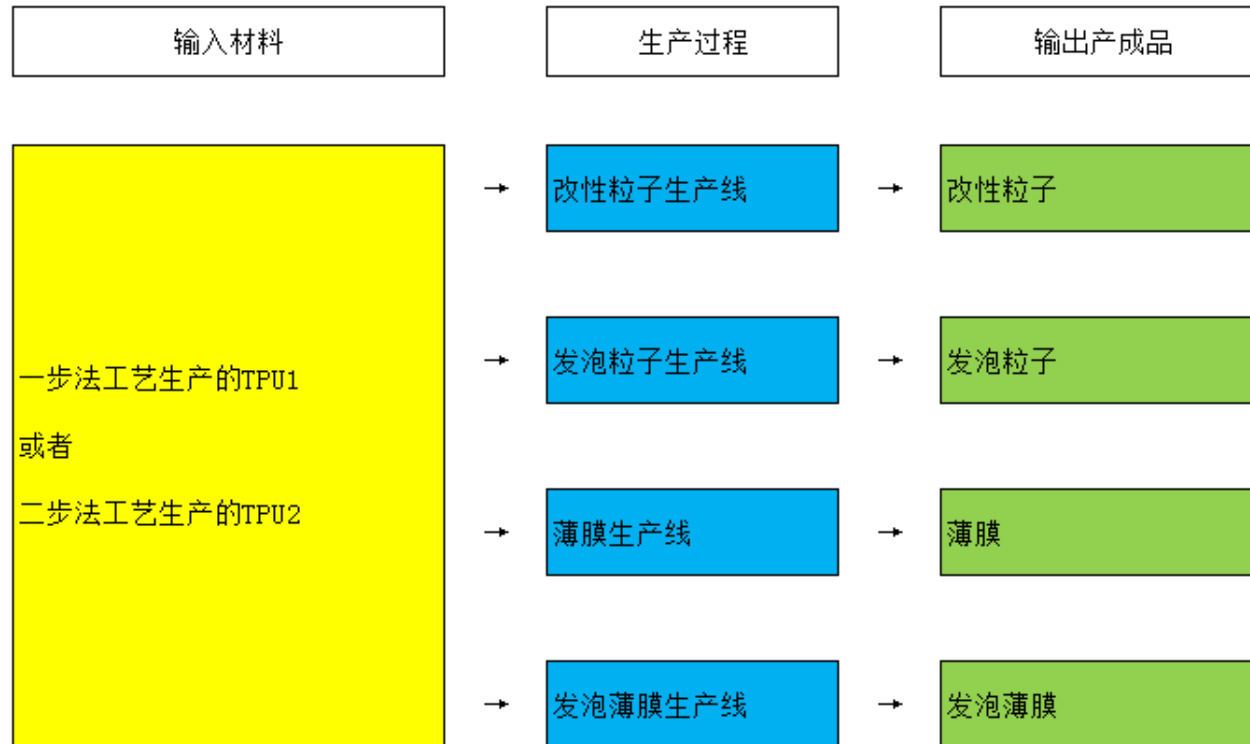 输入材料
生产过程
输出产成品
一步法工艺生产的TPU1
或者
二步法工艺生产的TPU2
→
改性粒子生产线
→
改性粒子
→
发泡粒子生产线
→
发泡粒子
→
薄膜生产线
→
薄膜
→
发泡薄膜生产线
→
发泡薄膜